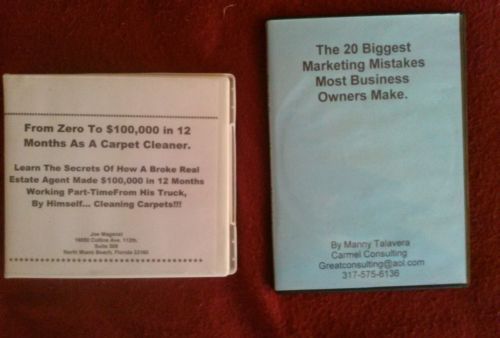 From Zero To $100,000 in 12
Months As A Carpet Cleaner.
Learn The Secrets Of How A Broke Real
Estate Agent Made $100,000 in 12 Months
Working Part-TimeFrom His Truck,
By Himself... Cleaning Carpets!!!
Joe
Collins Ave,
Suite
North Miami Beach, Florida
The 20 Biggest
Marketing Mistakes
Most Business
Owners Make.
By Manny Talavera
Carmel Consulting
Greatconsulting@aol.com
317-575-6136